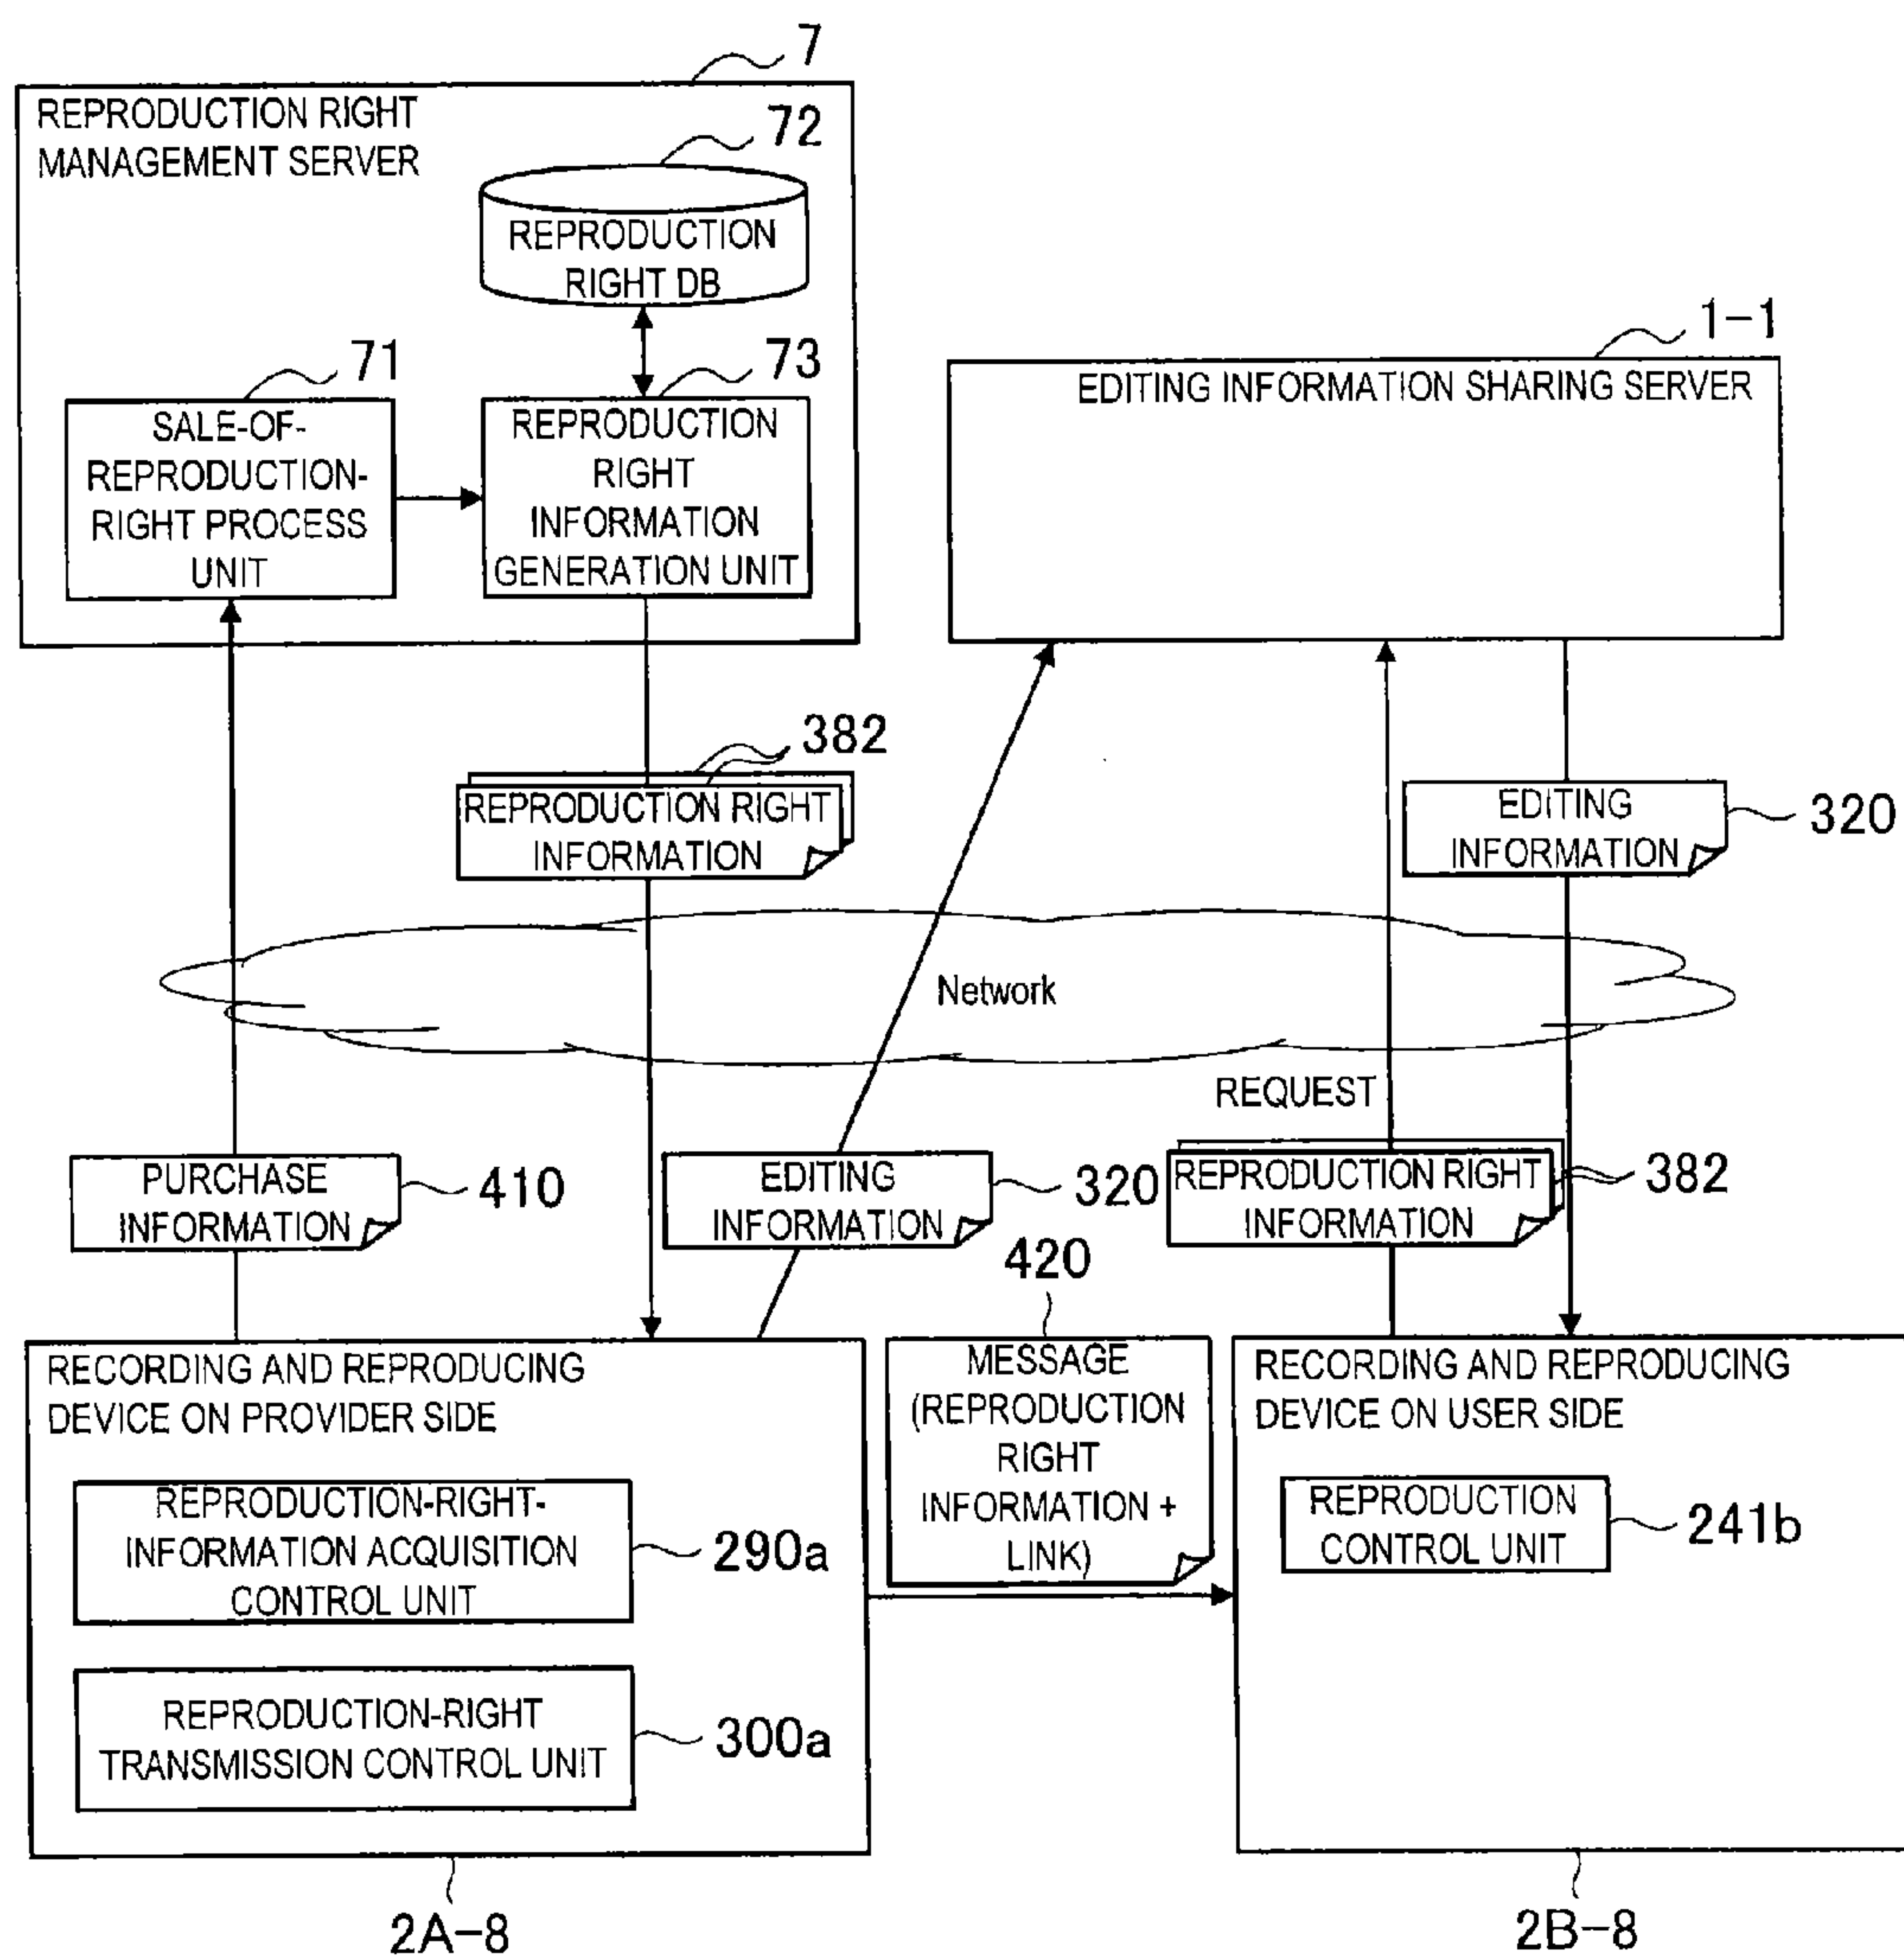 7
REPRODUCTION RIGHT
MANAGEMENT SERVER
72
REPRODUCTION
RIGHT DB
71
SALE-OF-
REPRODUCTION-
RIGHT PROCESS
UNIT
73
REPRODUCTION
RIGHT
INFORMATION
GENERATION UNIT
1-1
EDITING INFORMATION SHARING SERVER
382
REPRODUCTION RIGHT
INFORMATION
EDITING
INFORMATION
320
Network
REQUEST
PURCHASE
INFORMATION
410
EDITING
INFORMATION
320
REPRODUCTION RIGHT
INFORMATION
382
420
MESSAGE
(REPRODUCTION
RIGHT
INFORMATION +
LINK)
RECORDING AND REPRODUCING
DEVICE ON PROVIDER SIDE
REPRODUCTION-RIGHT-
INFORMATION ACQUISITION
CONTROL UNIT
290a
REPRODUCTION-RIGHT
TRANSMISSION CONTROL UNIT
300a
2A-8
RECORDING AND REPRODUCING
DEVICE ON USER SIDE
REPRODUCTION
CONTROL UNIT
241b
2B-8